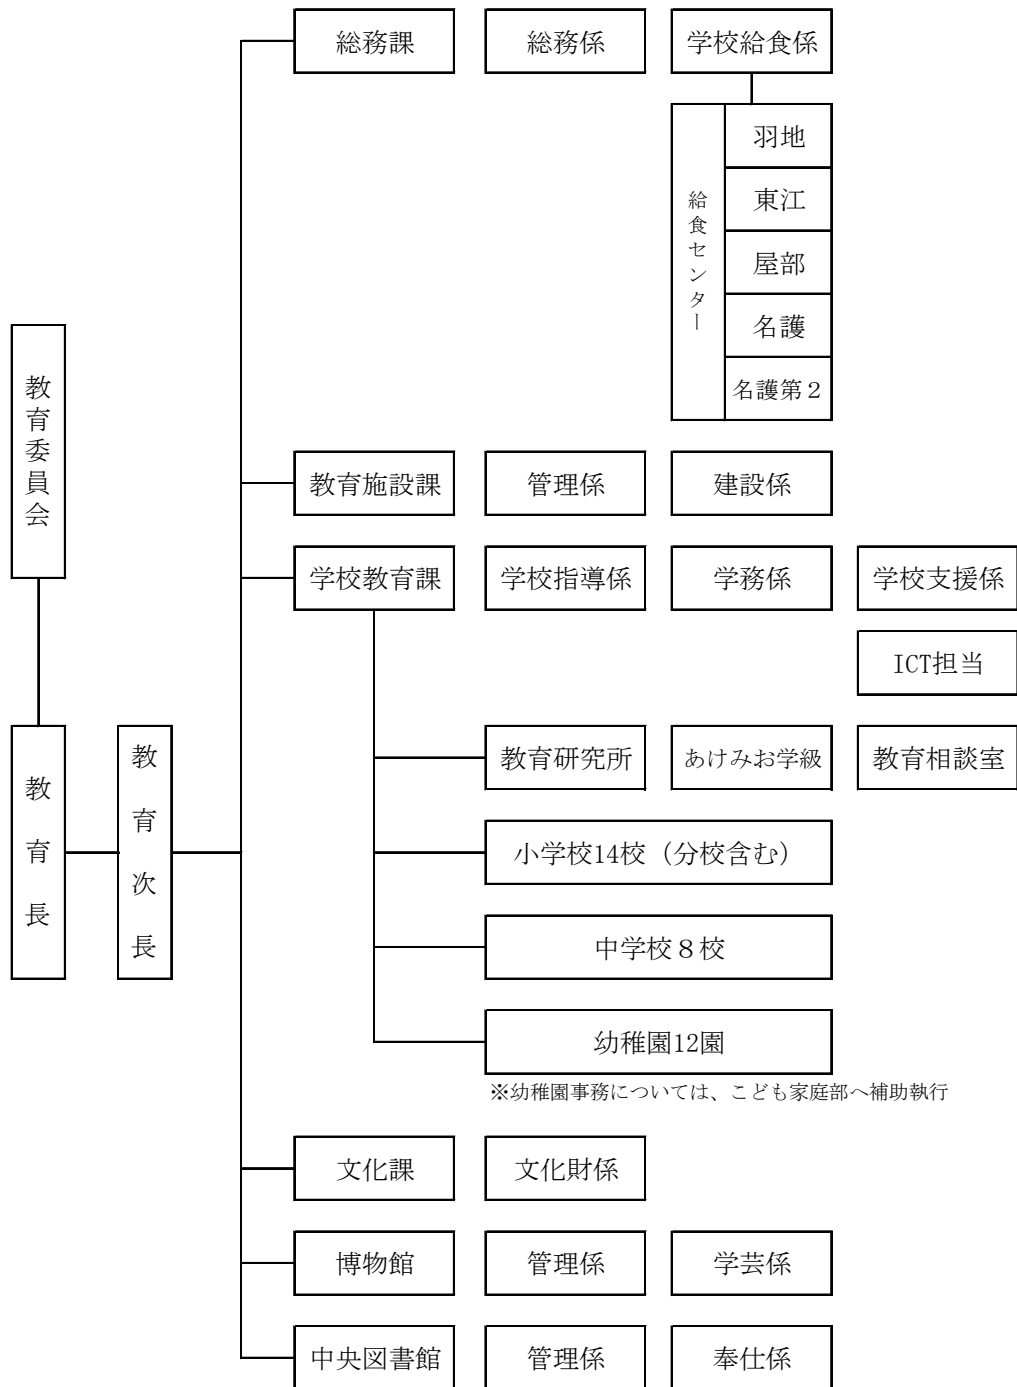 総務課
総務係
学校給食係
給食センター
羽地
東江
屋部
名護
名護第２
教育委員会
教育長
教育次長
教育施設課
管理係
建設係
学校教育課
学校指導係
学務係
学校支援係
ICT担当
教育研究所
あけみお学級
教育相談室
小学校14校（分校含む）
中学校８校
幼稚園12園
※幼稚園事務については、こども家庭部へ補助執行
文化課
文化財係
博物館
管理係
学芸係
中央図書館
管理係
奉仕係